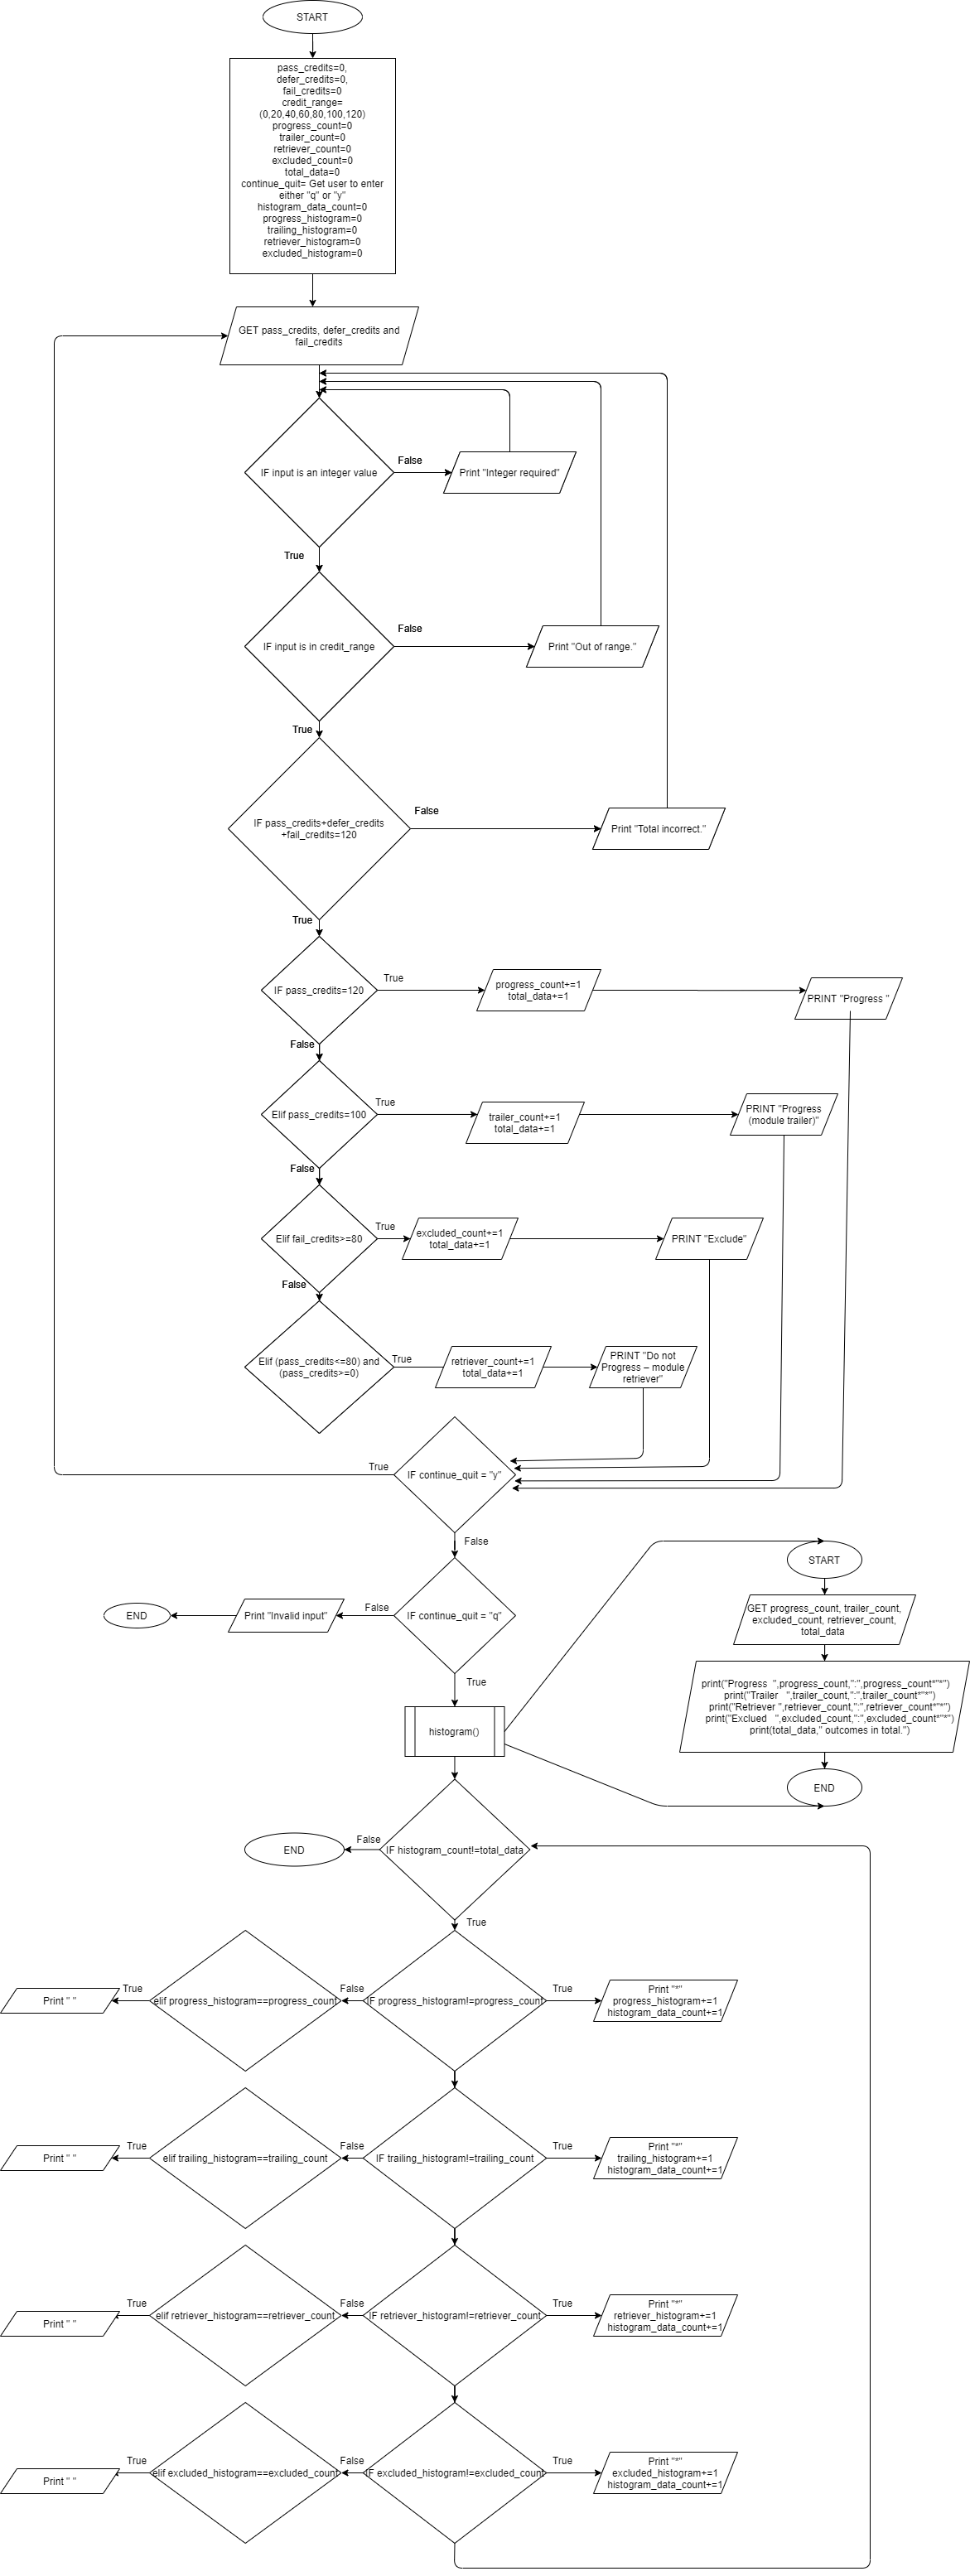 START
pass_credits=0,
defer_credits=0,
fail_credits=0
credit_range=
(0,20,40,60,80,100,120)
progress_count=0
trailer_count=0
retriever_count=0
excluded_count=0
total_data=0
continue_quit= Get user to enter
either "q" or "y"
histogram_data_count=0
progress_histogram=0
trailing_histogram=0
retriever_histogram=0
excluded_histogram=0
GET pass_credits, defer_credits and
fail_credits
IF input is an integer value
False
Print "Integer required"
True
IF input is in credit_range
False
Print "Out of range."
True
IF pass_credits+defer_credits
+fail_credits=120
False
Print "Total incorrect."
True
IF pass_credits=120
True
progress_count+=1
total_data+=1
PRINT "Progress "
False
Elif pass_credits=100
True
trailer_count+=1
total_data+=1
PRINT "Progress
(module trailer)"
False
Elif fail_credits>=80
True
excluded_count+=1
total_data+=1
PRINT "Exclude"
False
Elif (pass_credits<=80) and
(pass_credits>=0)
True
retriever_count+=1
total_data+=1
PRINT "Do not
Progress – module
retriever"
IF continue_quit = "y"
True
False
IF continue_quit = "q"
False
Print "Invalid input"
END
True
histogram()
START
GET progress_count, trailer_count,
excluded_count, retriever_count,
total_data
print("Progress  ",progress_count,":",progress_count*"*")
print("Trailer   ",trailer_count,":",trailer_count*"*")
print("Retriever ",retriever_count,":",retriever_count*"*")
print("Exclued   ",excluded_count,":",excluded_count*"*")
print(total_data," outcomes in total.")
END
IF histogram_count!=total_data
False
END
True
IF progress_histogram!=progress_count
True
Print "*"
progress_histogram+=1
histogram_data_count+=1
False
elif progress_histogram==progress_count
True
Print " "
IF trailing_histogram!=trailing_count
True
Print "*"
trailing_histogram+=1
histogram_data_count+=1
False
elif trailing_histogram==trailing_count
True
Print " "
IF retriever_histogram!=retriever_count
True
Print "*"
retriever_histogram+=1
histogram_data_count+=1
False
elif retriever_histogram==retriever_count
True
Print " "
IF excluded_histogram!=excluded_count
True
Print "*"
excluded_histogram+=1
histogram_data_count+=1
False
elif excluded_histogram==excluded_count
True
Print " "